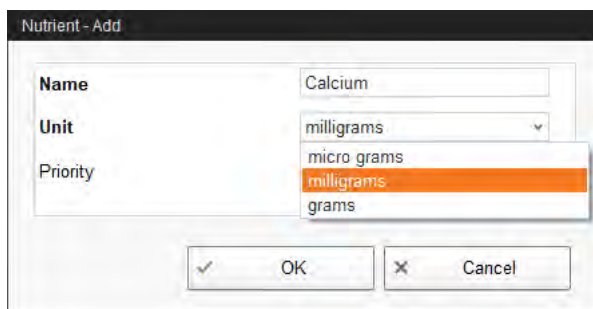 Nutrient - Add
Name Calcium
Unit milligrams
micro grams
Priority
milligrams
grams
OK Cancel